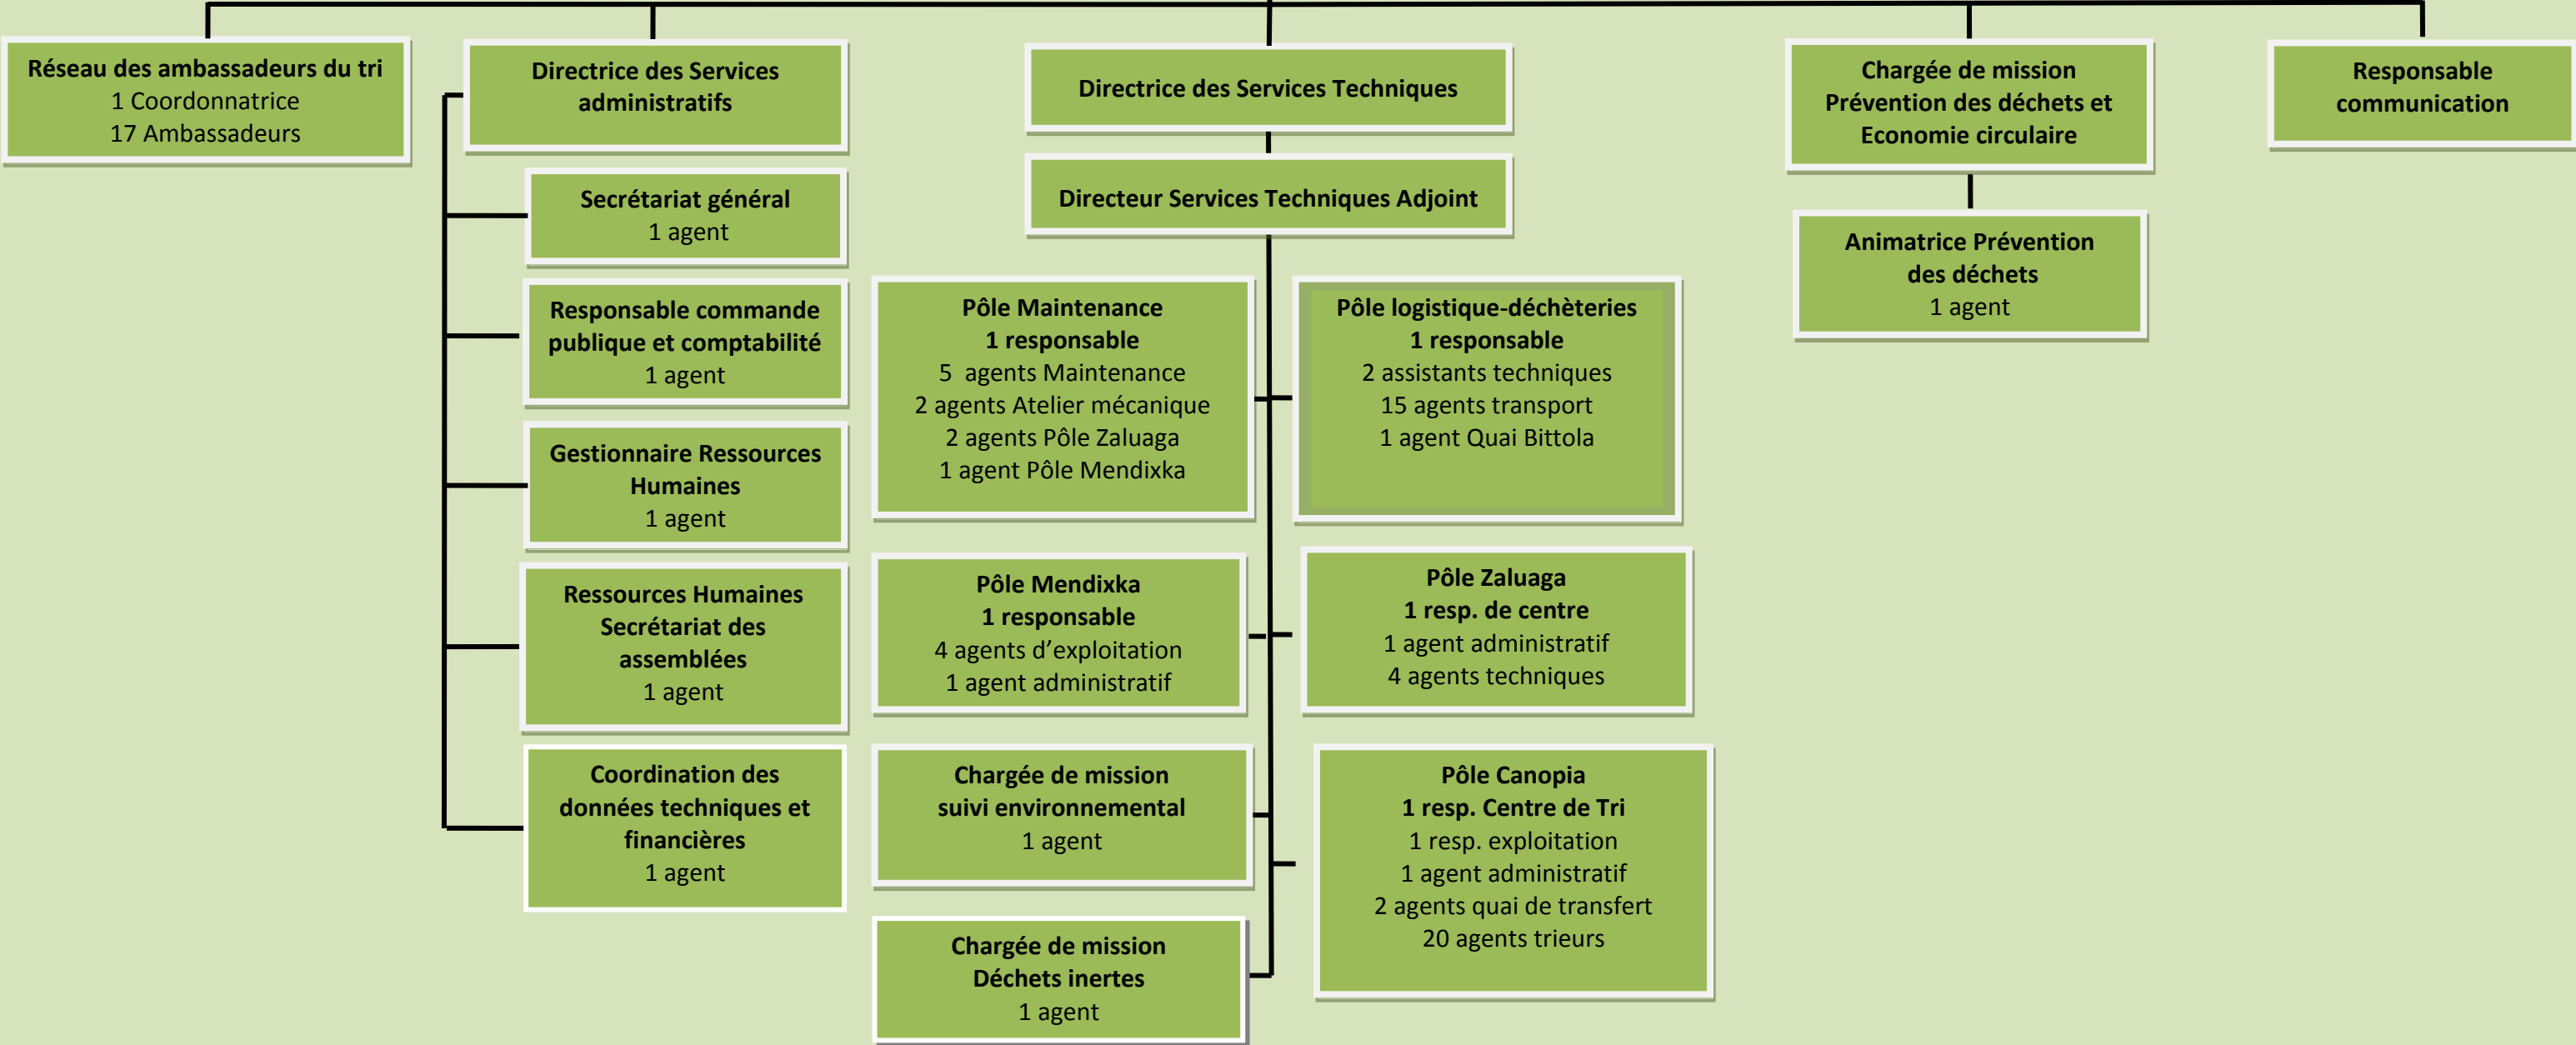 Réseau des ambassadeurs du tri
1 Coordonnatrice
17 Ambassadeurs
Directrice des Services
administratifs
Secrétariat général
1 agent
Responsable commande
publique et comptabilité
1 agent
Gestionnaire Ressources
Humaines
1 agent
Ressources Humaines
Secrétariat des
assemblées
1 agent
Coordination des
données techniques et
financières
1 agent
Directrice des Services Techniques
Directeur Services Techniques Adjoint
Pôle Maintenance
1 responsable
5 agents Maintenance
2 agents Atelier mécanique
2 agents Pôle Zaluaga
1 agent Pôle Mendixka
Pôle logistique-déchèteries
1 responsable
2 assistants techniques
15 agents transport
1 agent Quai Bittola
Pôle Mendixka
1 responsable
4 agents d’exploitation
1 agent administratif
Pôle Zaluaga
1 resp. de centre
1 agent administratif
4 agents techniques
Chargée de mission
suivi environnemental
1 agent
Pôle Canopia
1 resp. Centre de Tri
1 resp. exploitation
1 agent administratif
2 agents quai de transfert
20 agents trieurs
Chargée de mission
Déchets inertes
1 agent
Chargée de mission
Prévention des déchets et
Economie circulaire
Animatrice Prévention
des déchets
1 agent
Responsable
communication